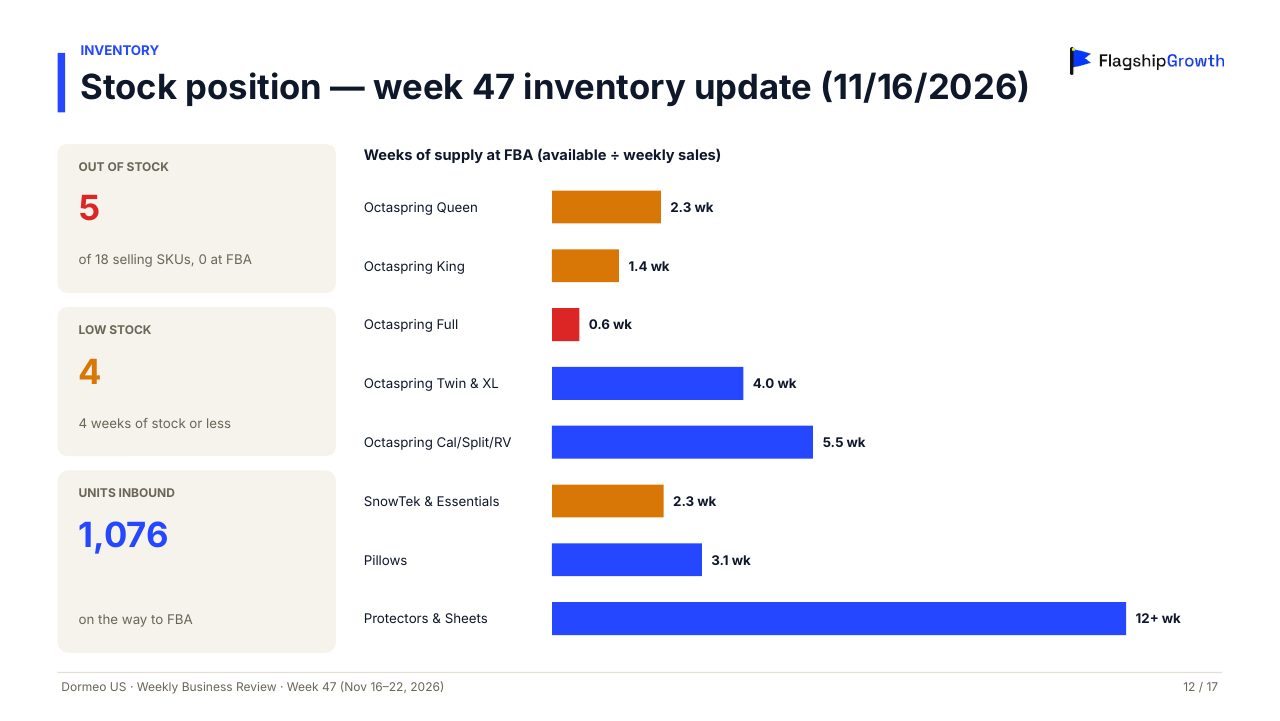 INVENTORY
Stock position — week 47 inventory update (11/16/2026)
FlagshipGrowth
OUT OF STOCK
5
of 18 selling SKUs, 0 at FBA
LOW STOCK
4
4 weeks of stock or less
UNITS INBOUND
1,076
on the way to FBA
Weeks of supply at FBA (available ÷ weekly sales)
Octaspring Queen 2.3 wk
Octaspring King 1.4 wk
Octaspring Full 0.6 wk
Octaspring Twin & XL 4.0 wk
Octaspring Cal/Split/RV 5.5 wk
SnowTek & Essentials 2.3 wk
Pillows 3.1 wk
Protectors & Sheets 12+ wk
Dormeo US · Weekly Business Review · Week 47 (Nov 16–22, 2026)
12 / 17